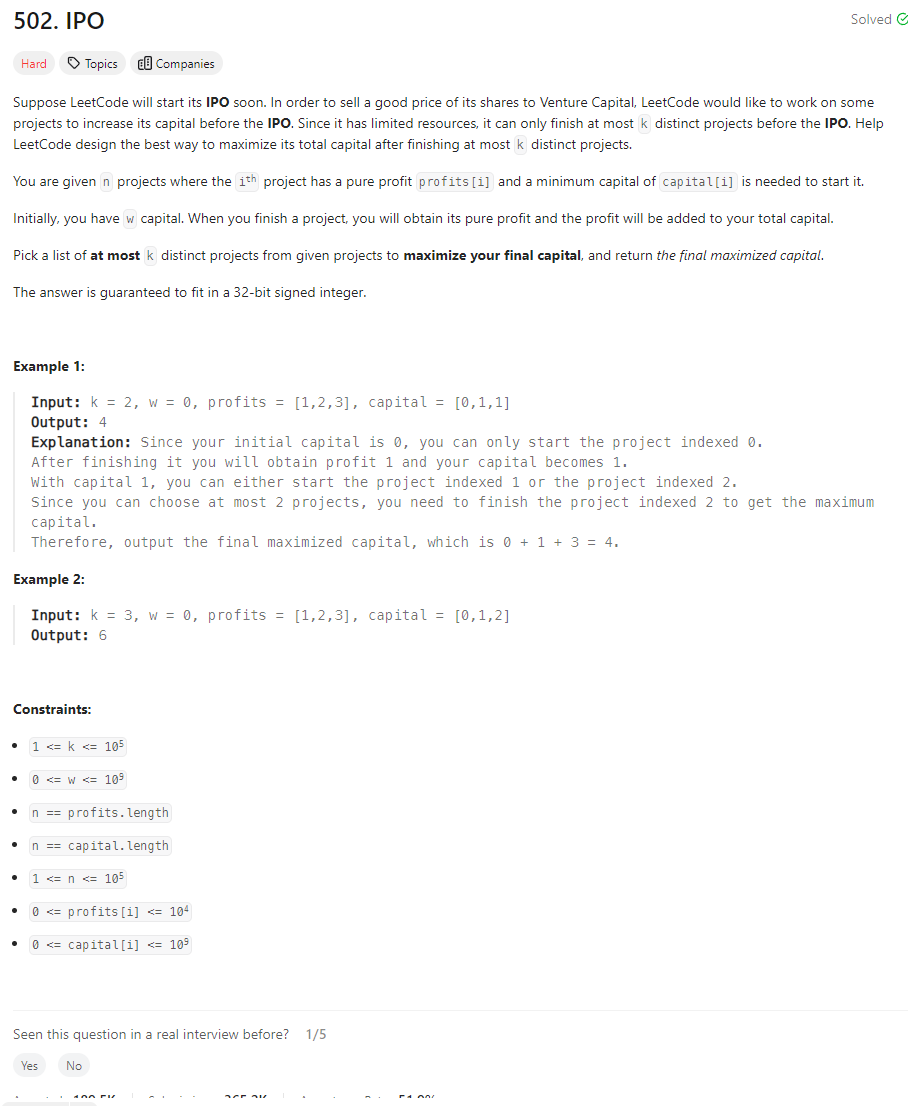 502. IPO
Solved
Hard Topics Companies
Suppose LeetCode will start its IPO soon. In order to sell a good price of its shares to Venture Capital, LeetCode would like to work on some
projects to increase its capital before the IPO. Since it has limited resources, it can only finish at most k distinct projects before the IPO. Help
LeetCode design the best way to maximize its total capital after finishing at most k distinct projects.
You are given n projects where the iᵗʰ project has a pure profit profits[i] and a minimum capital of capital[i] is needed to start it.
Initially, you have w capital. When you finish a project, you will obtain its pure profit and the profit will be added to your total capital.
Pick a list of at most k distinct projects from given projects to maximize your final capital, and return the final maximized capital.
The answer is guaranteed to fit in a 32-bit signed integer.
Example 1:
Input: k = 2, w = 0, profits = [1,2,3], capital = [0,1,1]
Output: 4
Explanation: Since your initial capital is 0, you can only start the project indexed 0.
After finishing it you will obtain profit 1 and your capital becomes 1.
With capital 1, you can either start the project indexed 1 or the project indexed 2.
Since you can choose at most 2 projects, you need to finish the project indexed 2 to get the maximum
capital.
Therefore, output the final maximized capital, which is 0 + 1 + 3 = 4.
Example 2:
Input: k = 3, w = 0, profits = [1,2,3], capital = [0,1,2]
Output: 6
Constraints:
• 1 <= k <= 10⁵
• 0 <= w <= 10⁹
• n == profits.length
• n == capital.length
• 1 <= n <= 10⁵
• 0 <= profits[i] <= 10⁴
• 0 <= capital[i] <= 10⁹
Seen this question in a real interview before? 1/5
Yes No